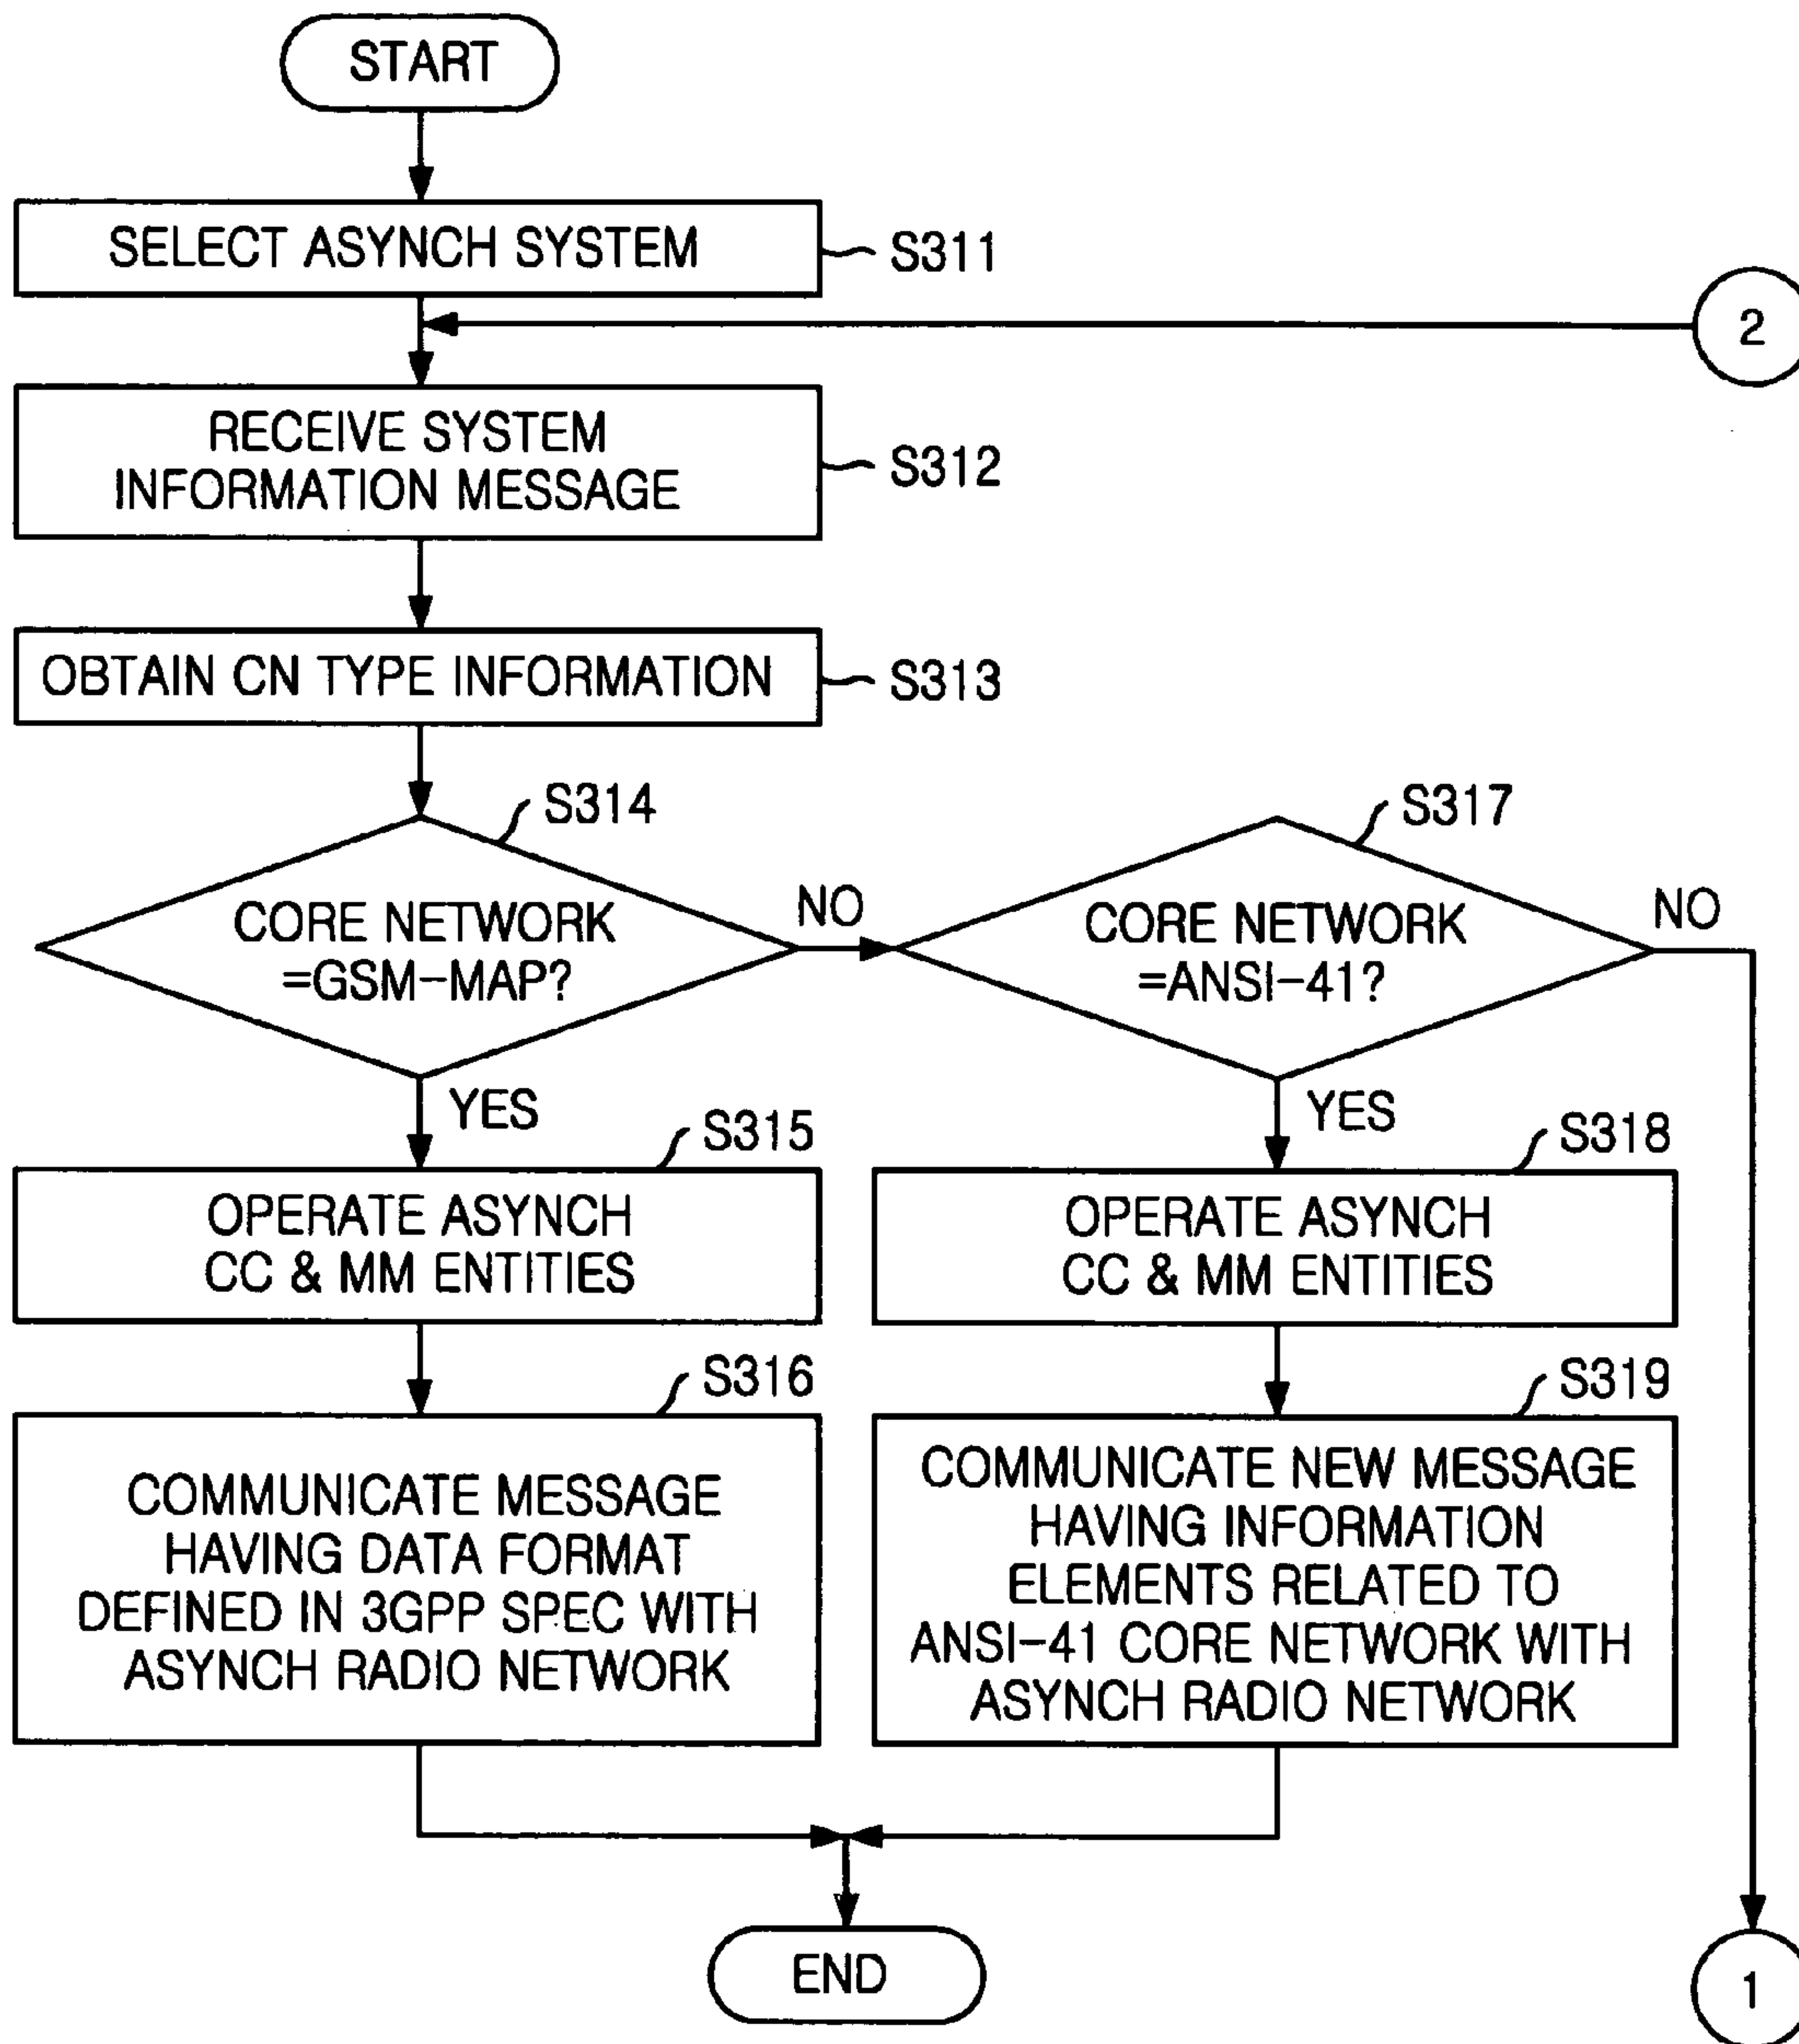 START
SELECT ASYNCH SYSTEM
S311
2
RECEIVE SYSTEM
INFORMATION MESSAGE
S312
OBTAIN CN TYPE INFORMATION
S313
S314
CORE NETWORK
=GSM-MAP?
NO
YES
S317
CORE NETWORK
=ANSI-41?
NO
YES
S315
OPERATE ASYNCH
CC & MM ENTITIES
S318
OPERATE ASYNCH
CC & MM ENTITIES
S316
COMMUNICATE MESSAGE
HAVING DATA FORMAT
DEFINED IN 3GPP SPEC WITH
ASYNCH RADIO NETWORK
S319
COMMUNICATE NEW MESSAGE
HAVING INFORMATION
ELEMENTS RELATED TO
ANSI-41 CORE NETWORK WITH
ASYNCH RADIO NETWORK
END
1